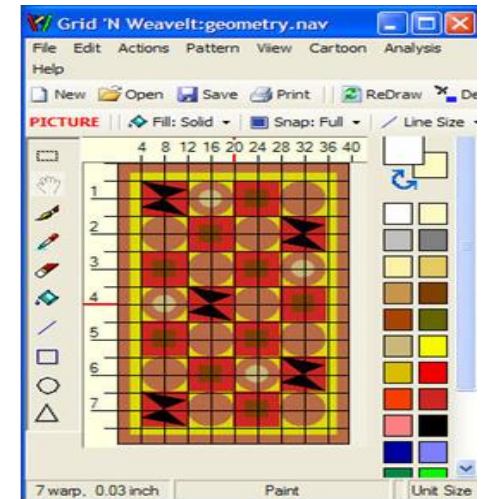 Grid 'N WeaveIt:geometry.nav
File Edit Actions Pattern View Cartoon Analysis
Help
New Open Save Print ReDraw De
PICTURE Fill: Solid Snap: Full Line Size
4 8 12 16 20 24 28 32 36 40
1
2
3
4
5
6
7
7 warp, 0.03 inch Paint Unit Size